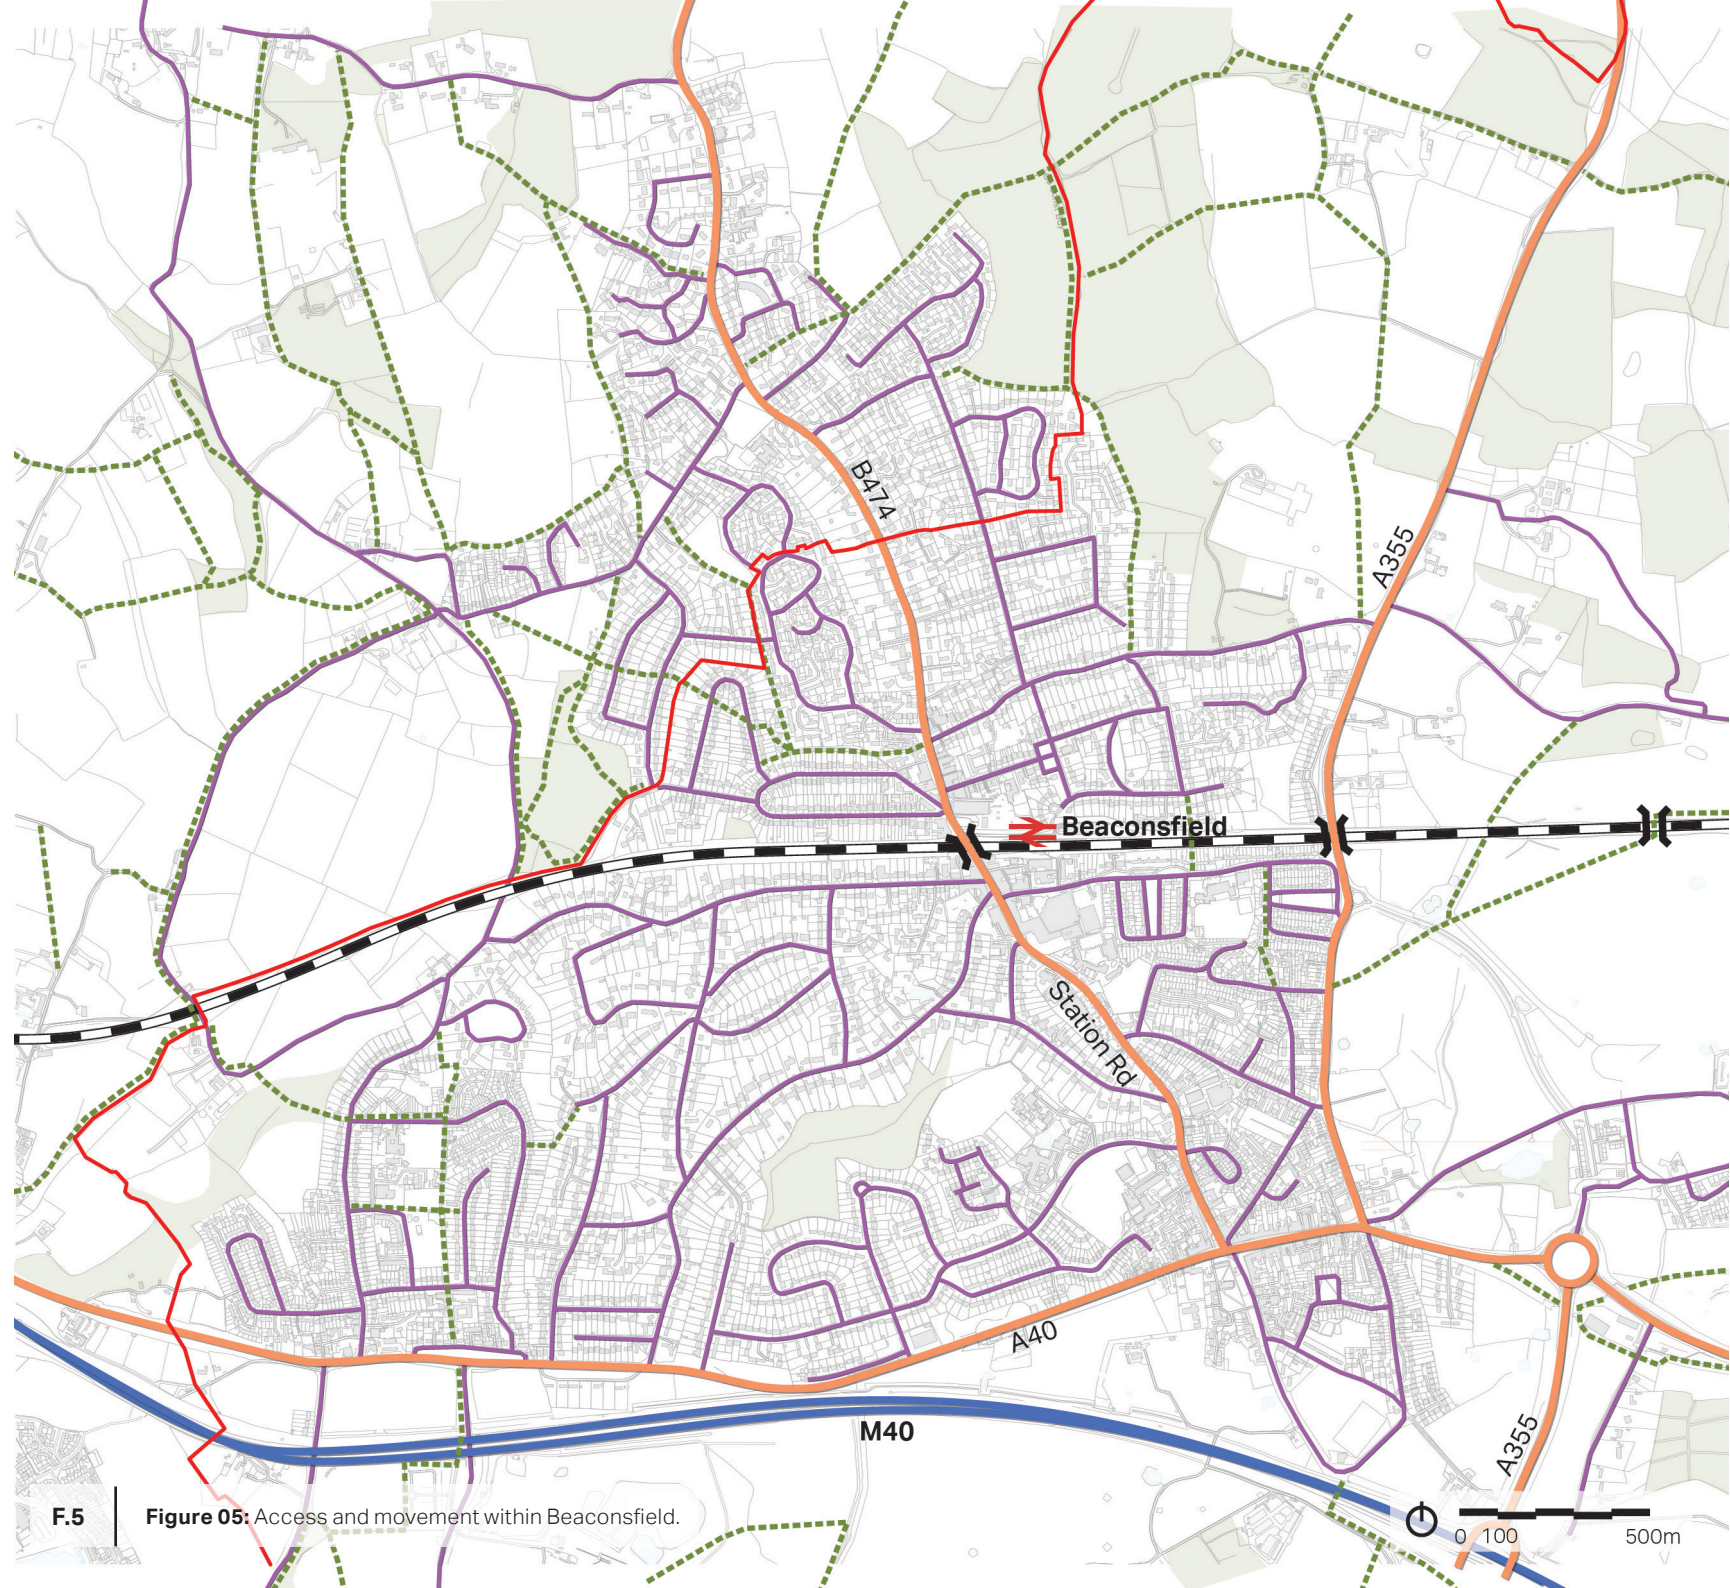 B474
A355
Beaconsfield
Station Rd
A40
M40
A355
F.5
Figure 05: Access and movement within Beaconsfield.
0 100 500m